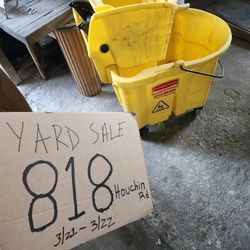 YARD SALE
818 Houchin Rd
3/21 - 3/22